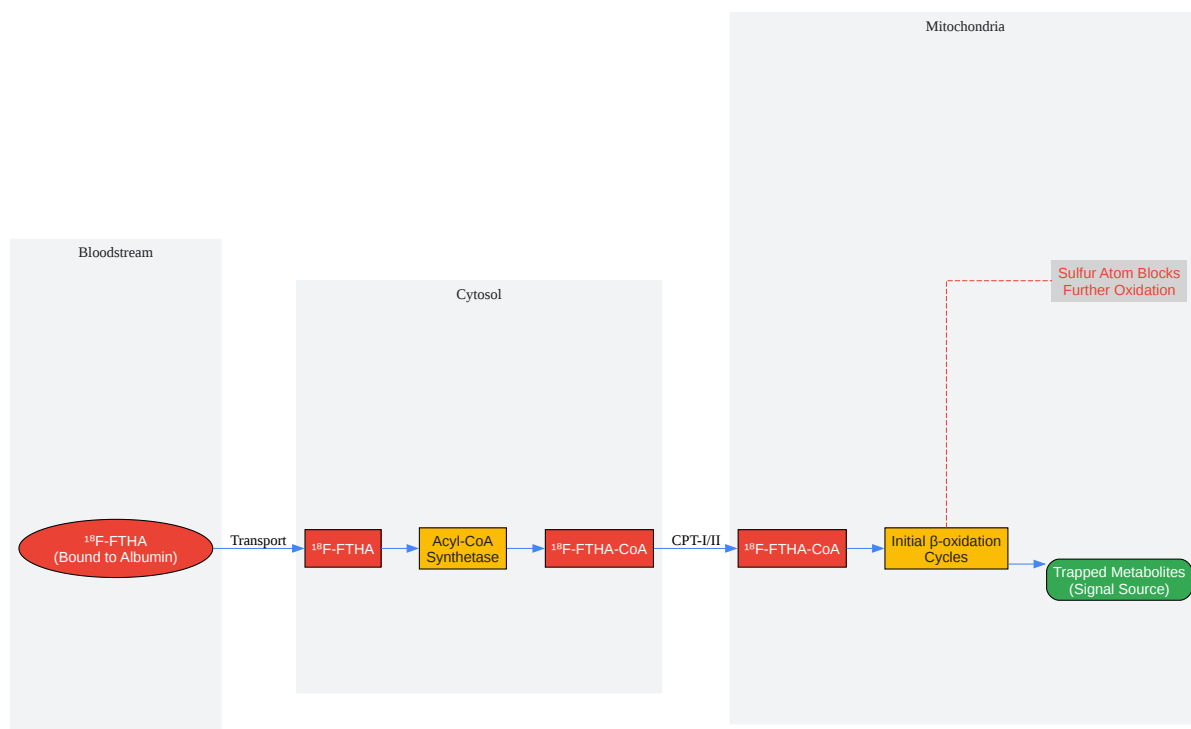 Mitochondria
Bloodstream
Cytosol
Sulfur Atom Blocks
Further Oxidation
¹⁸F-FTHA
(Bound to Albumin)
Transport
¹⁸F-FTHA
Acyl-CoA
Synthetase
¹⁸F-FTHA-CoA
CPT-I/II
¹⁸F-FTHA-CoA
Initial β-oxidation
Cycles
Trapped Metabolites
(Signal Source)